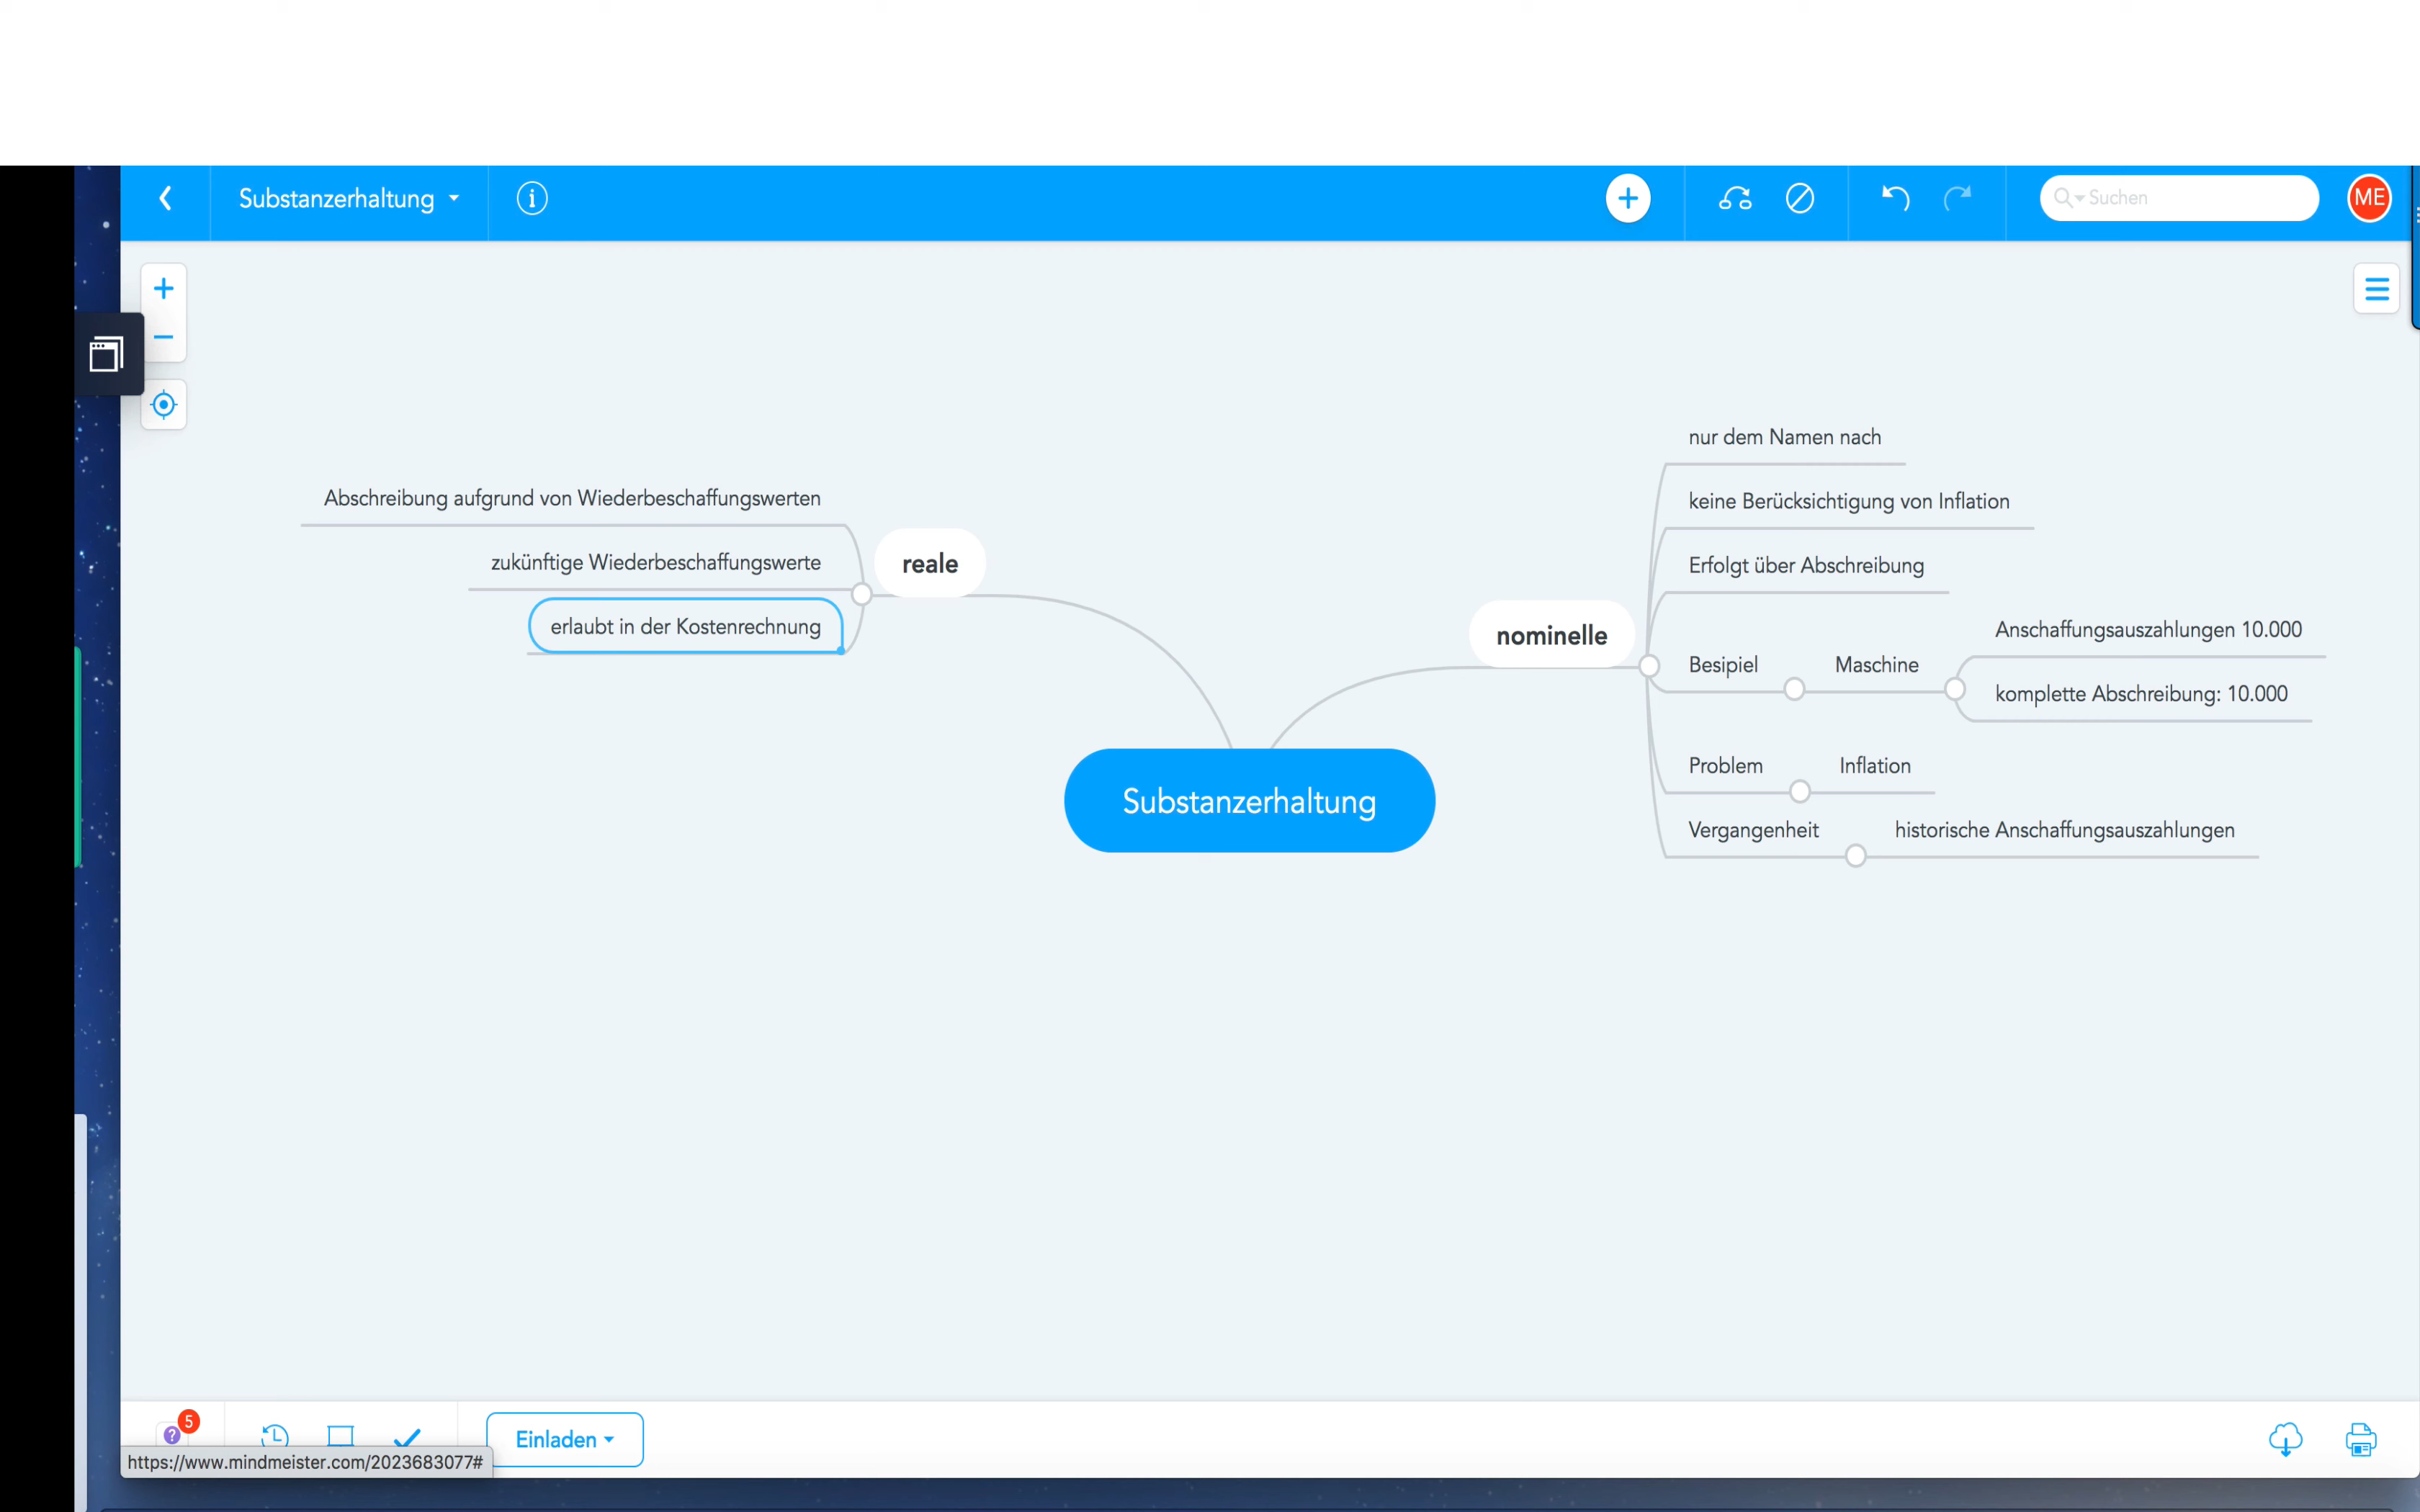 Substanzerhaltung
Suchen
ME
nur dem Namen nach
keine Berücksichtigung von Inflation
Erfolgt über Abschreibung
nominelle
Besipiel
Maschine
Anschaffungsauszahlungen 10.000
komplette Abschreibung: 10.000
Problem
Inflation
Vergangenheit
historische Anschaffungsauszahlungen
Abschreibung aufgrund von Wiederbeschaffungswerten
zukünftige Wiederbeschaffungswerte
erlaubt in der Kostenrechnung
reale
Substanzerhaltung
5
?
Einladen
https://www.mindmeister.com/2023683077#